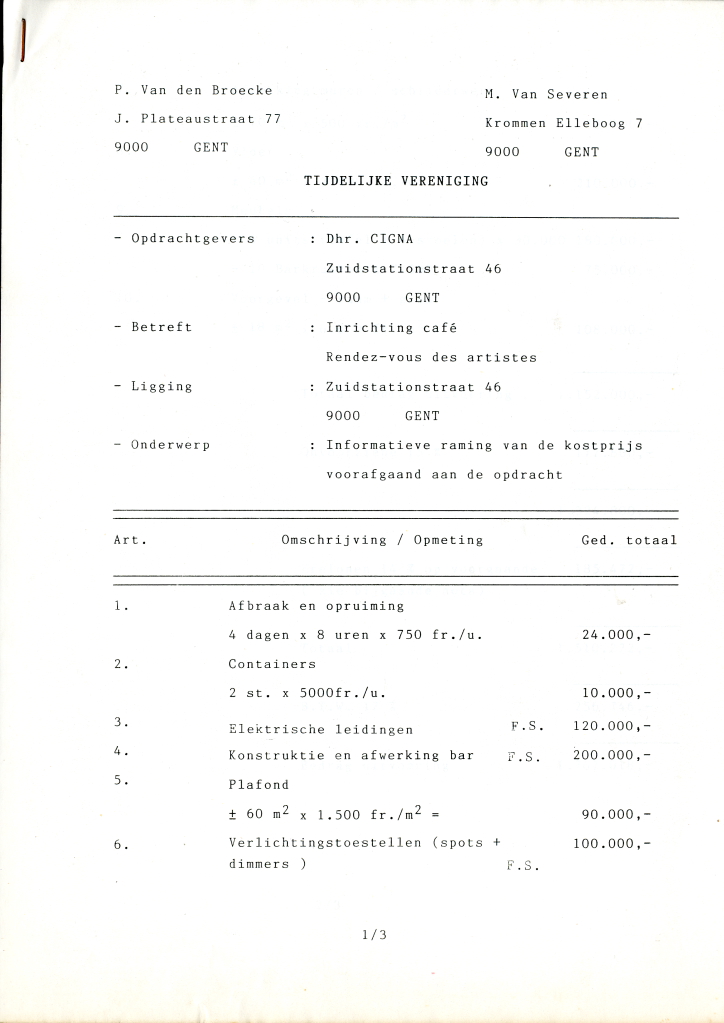 P. Van den Broecke
J. Plateaustraat 77
9000 GENT
M. Van Severen
Krommen Elleboog 7
9000 GENT
TIJDELIJKE VERENIGING
- Opdrachtgevers : Dhr. CIGNA
Zuidstationstraat 46
9000 GENT
- Betreft : Inrichting café
Rendez-vous des artistes
- Ligging : Zuidstationstraat 46
9000 GENT
- Onderwerp : Informatieve raming van de kostprijs
voorafgaand aan de opdracht
Art. Omschrijving / Opmeting Ged. totaal
1. Afbraak en opruiming
4 dagen x 8 uren x 750 fr./u. 24.000,-
2. Containers
2 st. x 5000fr./u. 10.000,-
3. Elektrische leidingen F.S. 120.000,-
4. Konstruktie en afwerking bar F.S. 200.000,-
5. Plafond
± 60 m² x 1.500 fr./m² = 90.000,-
6. Verlichtingstoestellen (spots + 100.000,-
dimmers ) F.S.
1/3